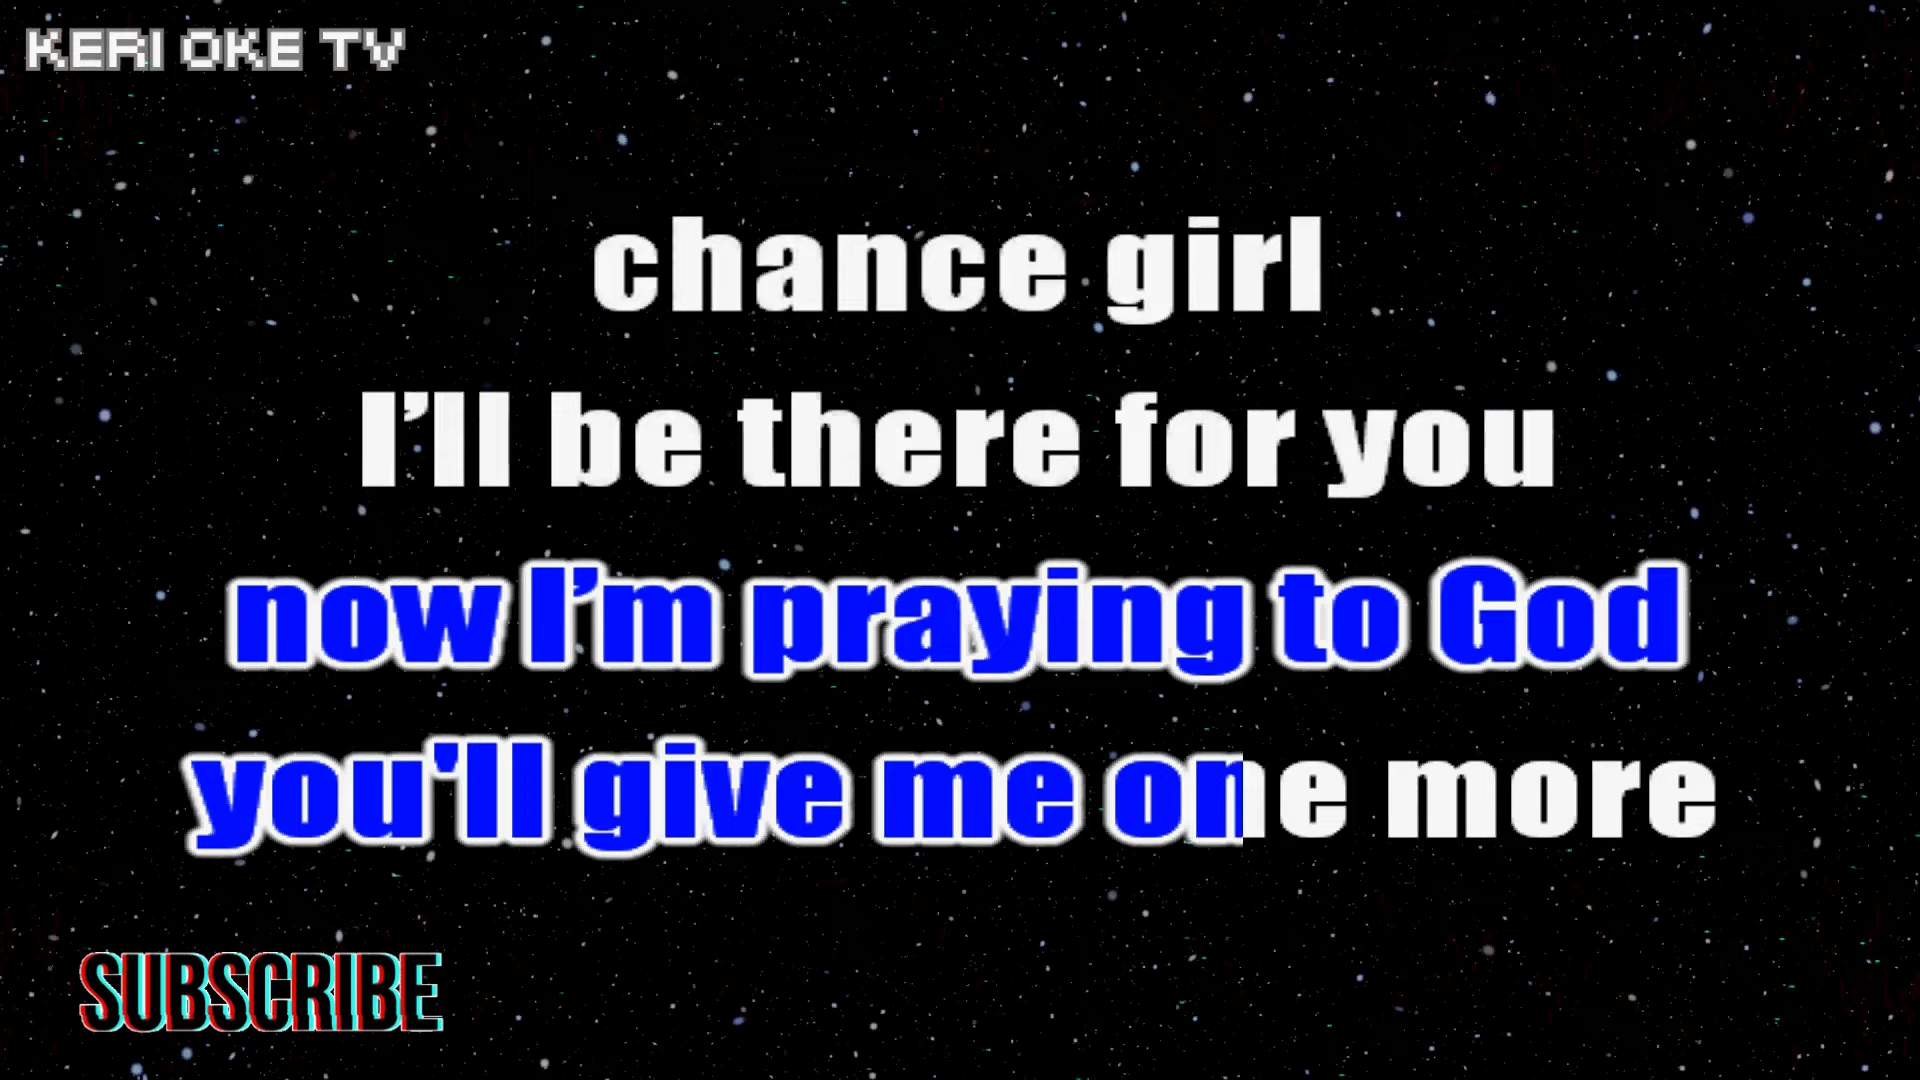 KERI OKE TV
chance girl
I’ll be there for you
now I’m praying to God
you'll give me one more
SUBSCRIBE